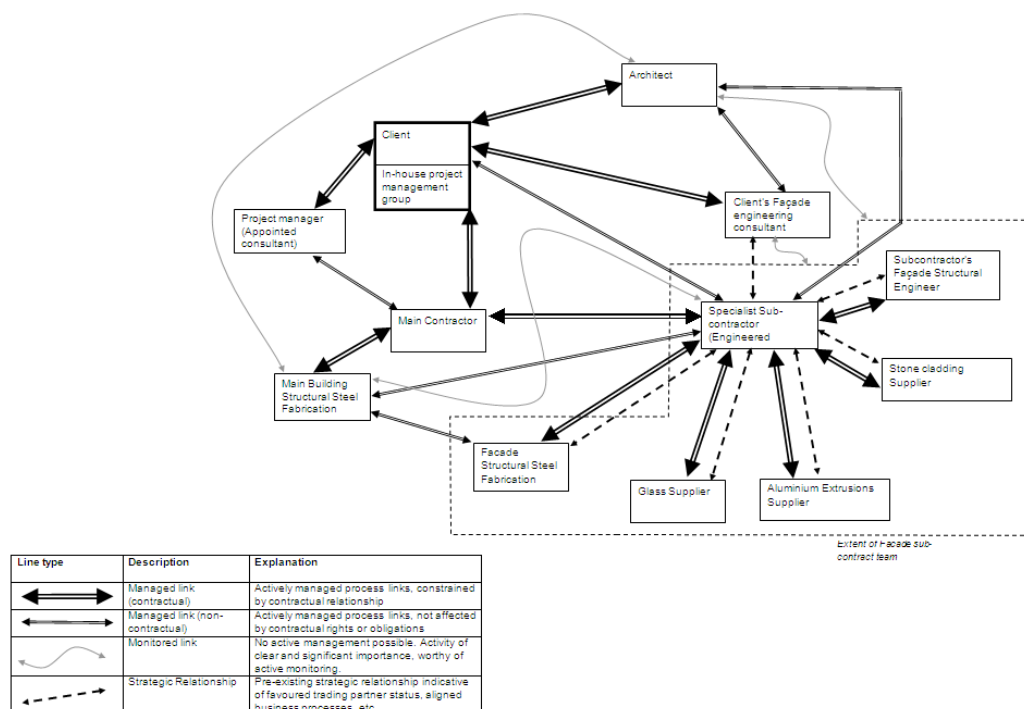 Architect
Client
In-house project
management
group
Client's Façade
engineering
consultant
Project manager
(Appointed
consultant)
Subcontractor's
Façade Structural
Engineer
Specialist Sub-
contractor
(Engineered
Main Contractor
Stone cladding
Supplier
Main Building
Structural Steel
Fabrication
Facade
Structural Steel
Fabrication
Glass Supplier
Aluminium Extrusions
Supplier
Extent of Facade sub-
contract team
Line type Description Explanation
Managed link
(contractual)
Actively managed process links, constrained
by contractual relationship
Managed link (non-
contractual)
Actively managed process links, not affected
by contractual rights or obligations
Monitored link
No active management possible. Activity of
clear and significant importance, worthy of
active monitoring.
Strategic Relationship
Pre-existing strategic relationship indicative
of favoured trading partner status, aligned
business processes, etc